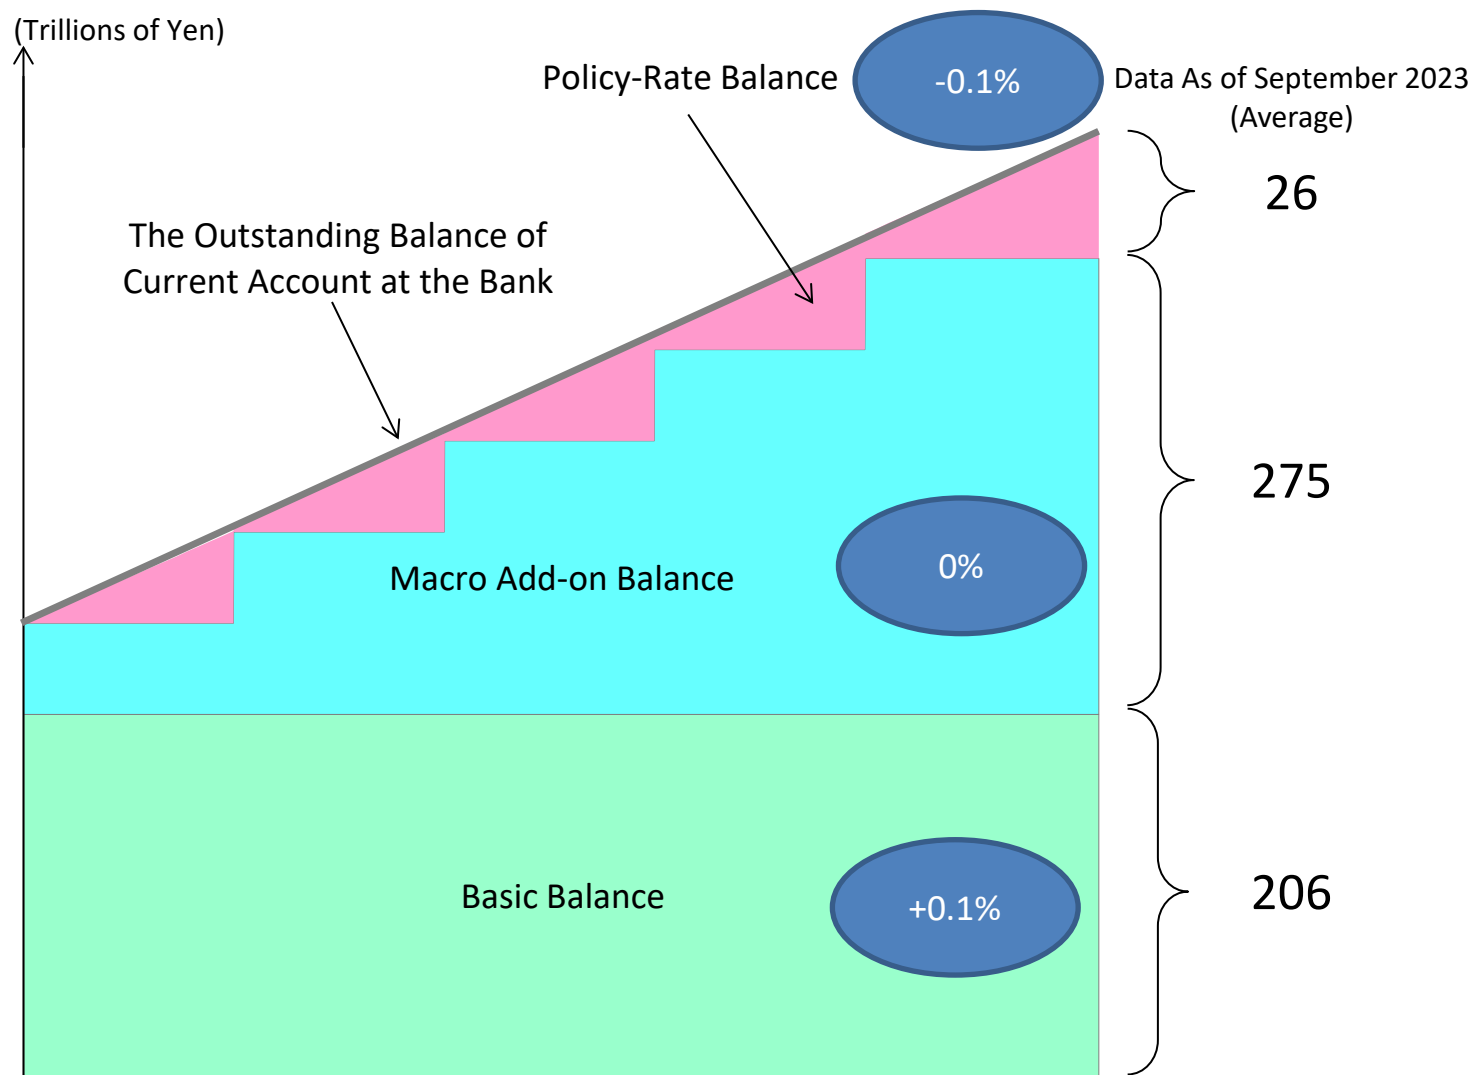 (Trillions of Yen)
Policy-Rate Balance
-0.1%
Data As of September 2023
(Average)
26
The Outstanding Balance of
Current Account at the Bank
275
Macro Add-on Balance
0%
Basic Balance
+0.1%
206